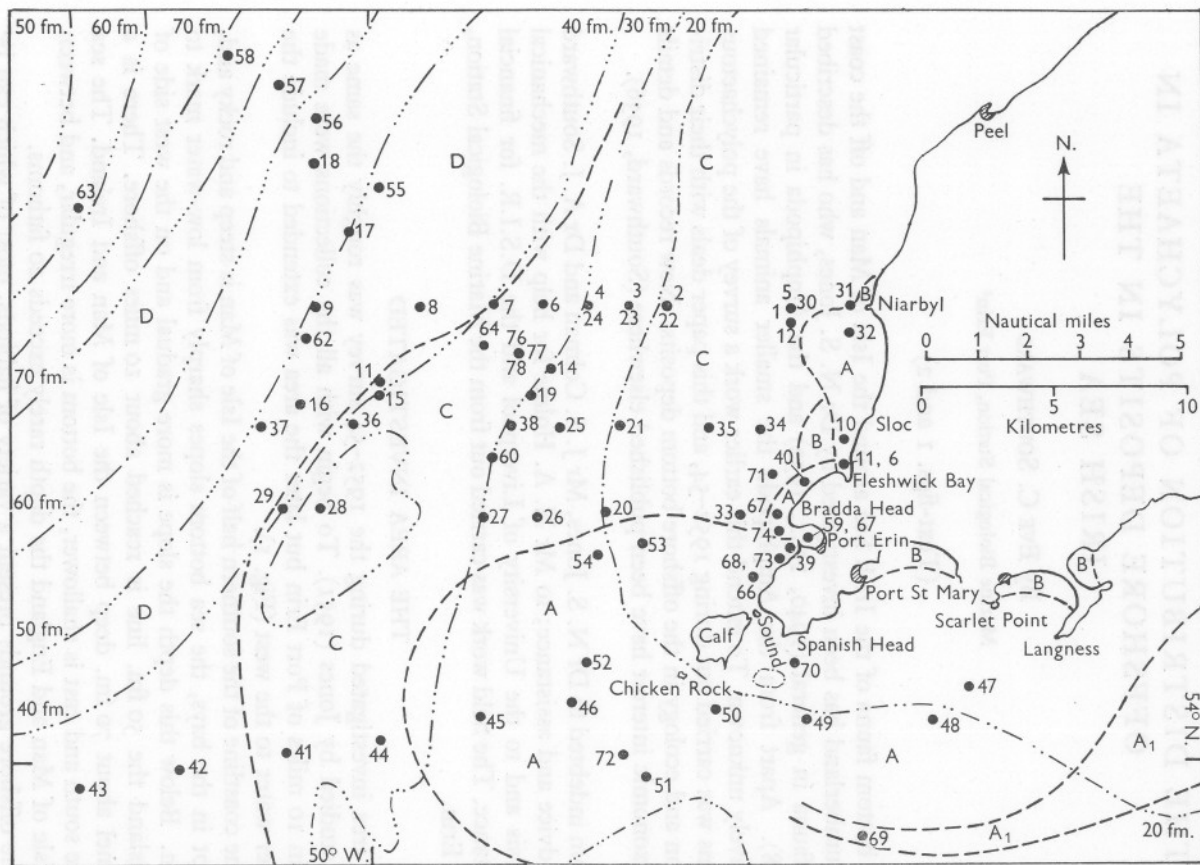 50 fm.
60 fm.
70 fm.
40 fm.
30 fm.
20 fm.
58
57
56
18
D
55
17
63
C
D
Peel
N.
9
8
7
6
4
24
3
23
2
22
5
1
30
12
31
B
Niarbyl
32
62
64
76
77
78
14
A
C
Nautical miles
0 1 2 3 4 5
0 5 10
Kilometres
70 fm.
11
15
16
36
C
19
37
38
25
21
35
34
B
10
Sloc
60
40
71
11, 6
Fleshwick Bay
60 fm.
29
28
27
26
20
33
67
A
Bradda Head
74
59, 67
Port Erin
53
54
73
39
68,
66
B
Port St Mary
B
B
Scarlet Point
Langness
D
50 fm.
C
A
Calf
Sound
Spanish Head
70
52
Chicken Rock
47
40 fm.
45
46
50
49
48
A
A1
54° N.
41
44
42
43
A
72
51
69
A1
20 fm.
50° W.